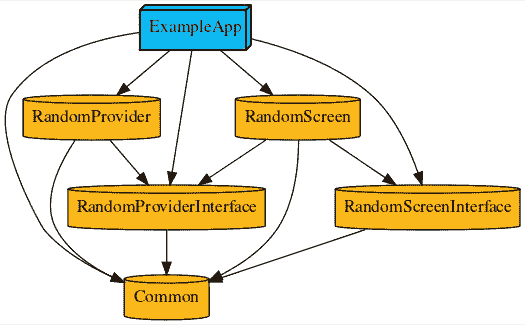 ExampleApp
RandomProvider
RandomScreen
RandomProviderInterface
RandomScreenInterface
Common